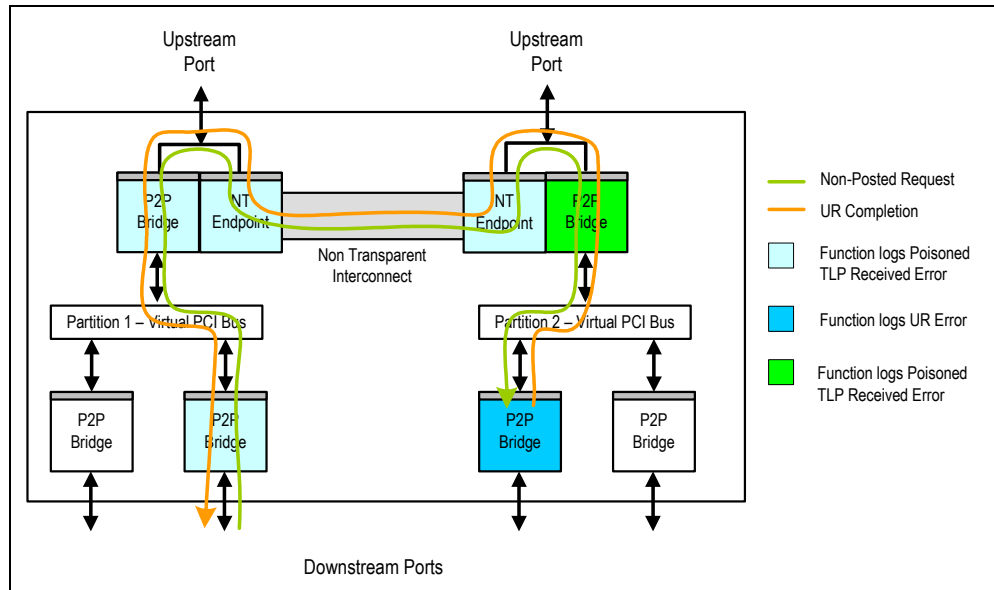 Upstream
Port
Upstream
Port
P2P
Bridge
NT
Endpoint
NT
Endpoint
P2P
Bridge
Non Transparent
Interconnect
Partition 1 – Virtual PCI Bus
Partition 2 – Virtual PCI Bus
P2P
Bridge
P2P
Bridge
P2P
Bridge
P2P
Bridge
Downstream Ports
Non-Posted Request
UR Completion
Function logs Poisoned
TLP Received Error
Function logs UR Error
Function logs Poisoned
TLP Received Error